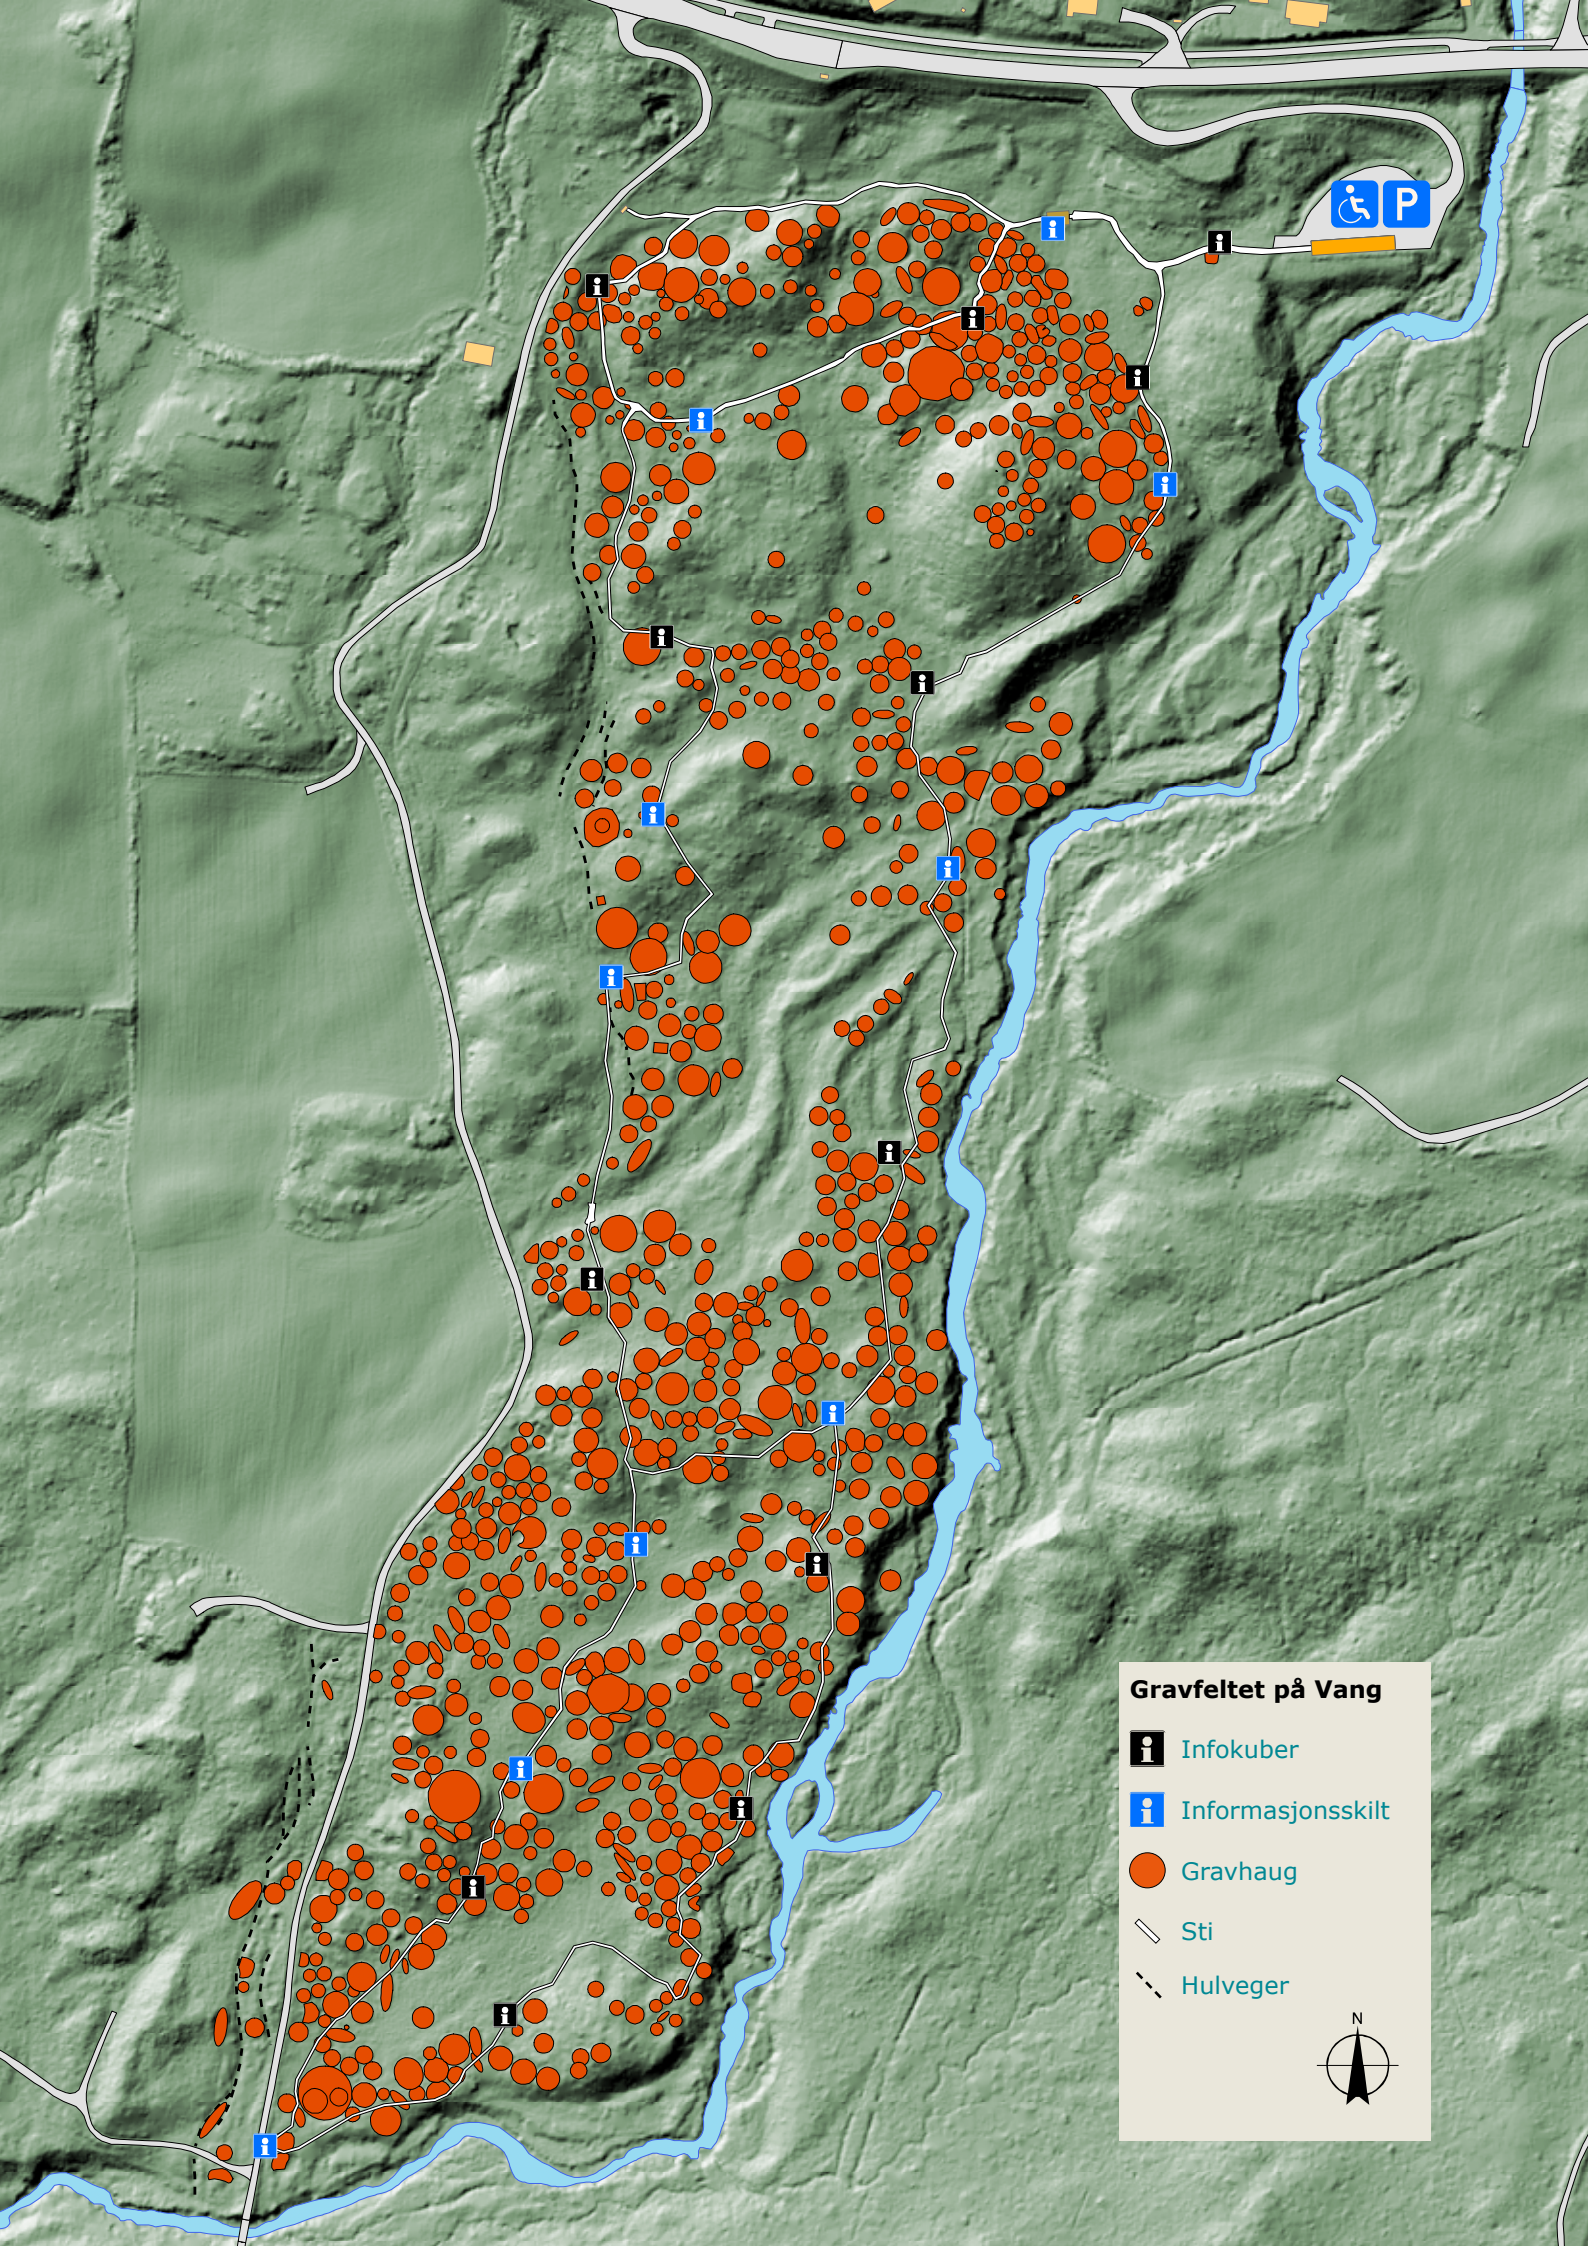 P
Gravfeltet på Vang
Infokuber
Informasjonsskilt
Gravhaug
Sti
Hulveger
N